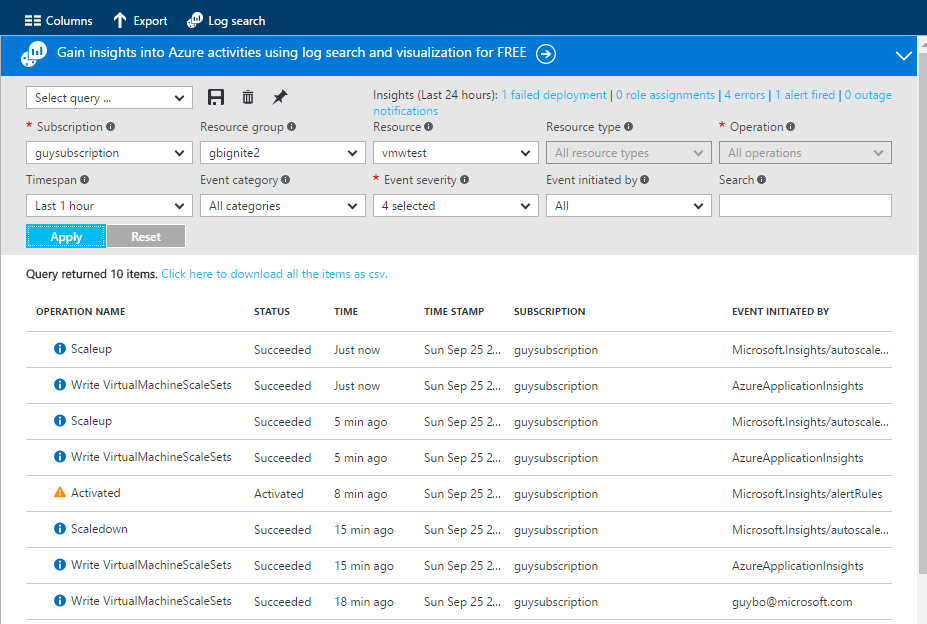 Columns Export Log search
Gain insights into Azure activities using log search and visualization for FREE
Select query ... Insights (Last 24 hours): 1 failed deployment | 0 role assignments | 4 errors | 1 alert fired | 0 outage
notifications
* Subscription Resource group Resource Resource type * Operation
guysubscription gbignite2 vmwtest All resource types All operations
Timespan Event category * Event severity Event initiated by Search
Last 1 hour All categories 4 selected All
Apply Reset
Query returned 10 items. Click here to download all the items as csv.
OPERATION NAME STATUS TIME TIME STAMP SUBSCRIPTION EVENT INITIATED BY
Scaleup Succeeded Just now Sun Sep 25 2... guysubscription Microsoft.Insights/autoscale...
Write VirtualMachineScaleSets Succeeded Just now Sun Sep 25 2... guysubscription AzureApplicationInsights
Scaleup Succeeded 5 min ago Sun Sep 25 2... guysubscription Microsoft.Insights/autoscale...
Write VirtualMachineScaleSets Succeeded 5 min ago Sun Sep 25 2... guysubscription AzureApplicationInsights
Activated Activated 8 min ago Sun Sep 25 2... guysubscription Microsoft.Insights/alertRules
Scaledown Succeeded 15 min ago Sun Sep 25 2... guysubscription Microsoft.Insights/autoscale...
Write VirtualMachineScaleSets Succeeded 15 min ago Sun Sep 25 2... guysubscription AzureApplicationInsights
Write VirtualMachineScaleSets Succeeded 18 min ago Sun Sep 25 2... guysubscription guybo@microsoft.com